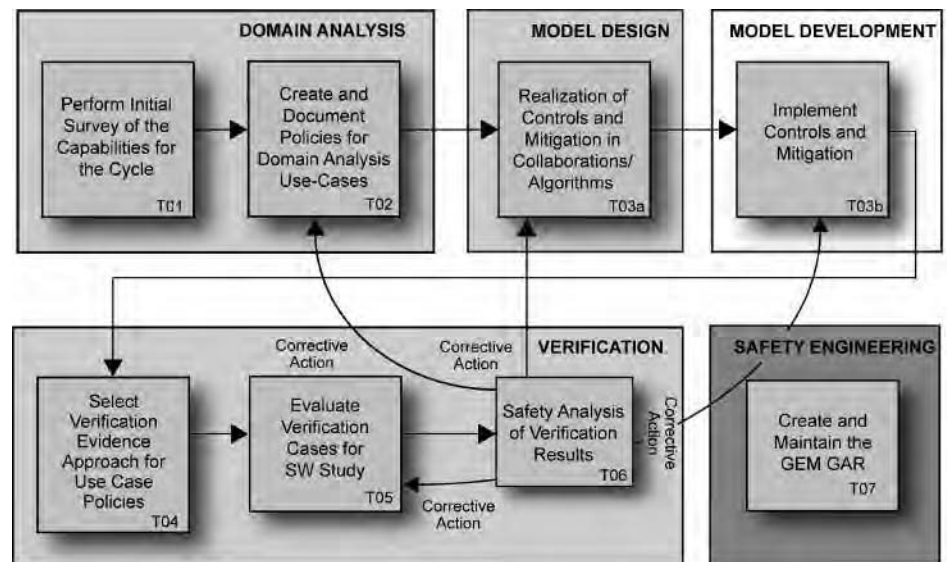 DOMAIN ANALYSIS
Perform Initial
Survey of the
Capabilities for
the Cycle
T01
Create and
Document
Policies for
Domain Analysis
Use-Cases
T02
MODEL DESIGN
Realization of
Controls and
Mitigation in
Collaborations/
Algorithms
T03a
MODEL DEVELOPMENT
Implement
Controls and
Mitigation
T03b
VERIFICATION
Select
Verification
Evidence
Approach for
Use Case
Policies
T04
Corrective
Action
Evaluate
Verification
Cases for
SW Study
T05
Corrective
Action
Safety Analysis
of Verification
Results
T06
Corrective
Action
Corrective
Action
SAFETY ENGINEERING
Create and
Maintain the
GEM GAR
T07